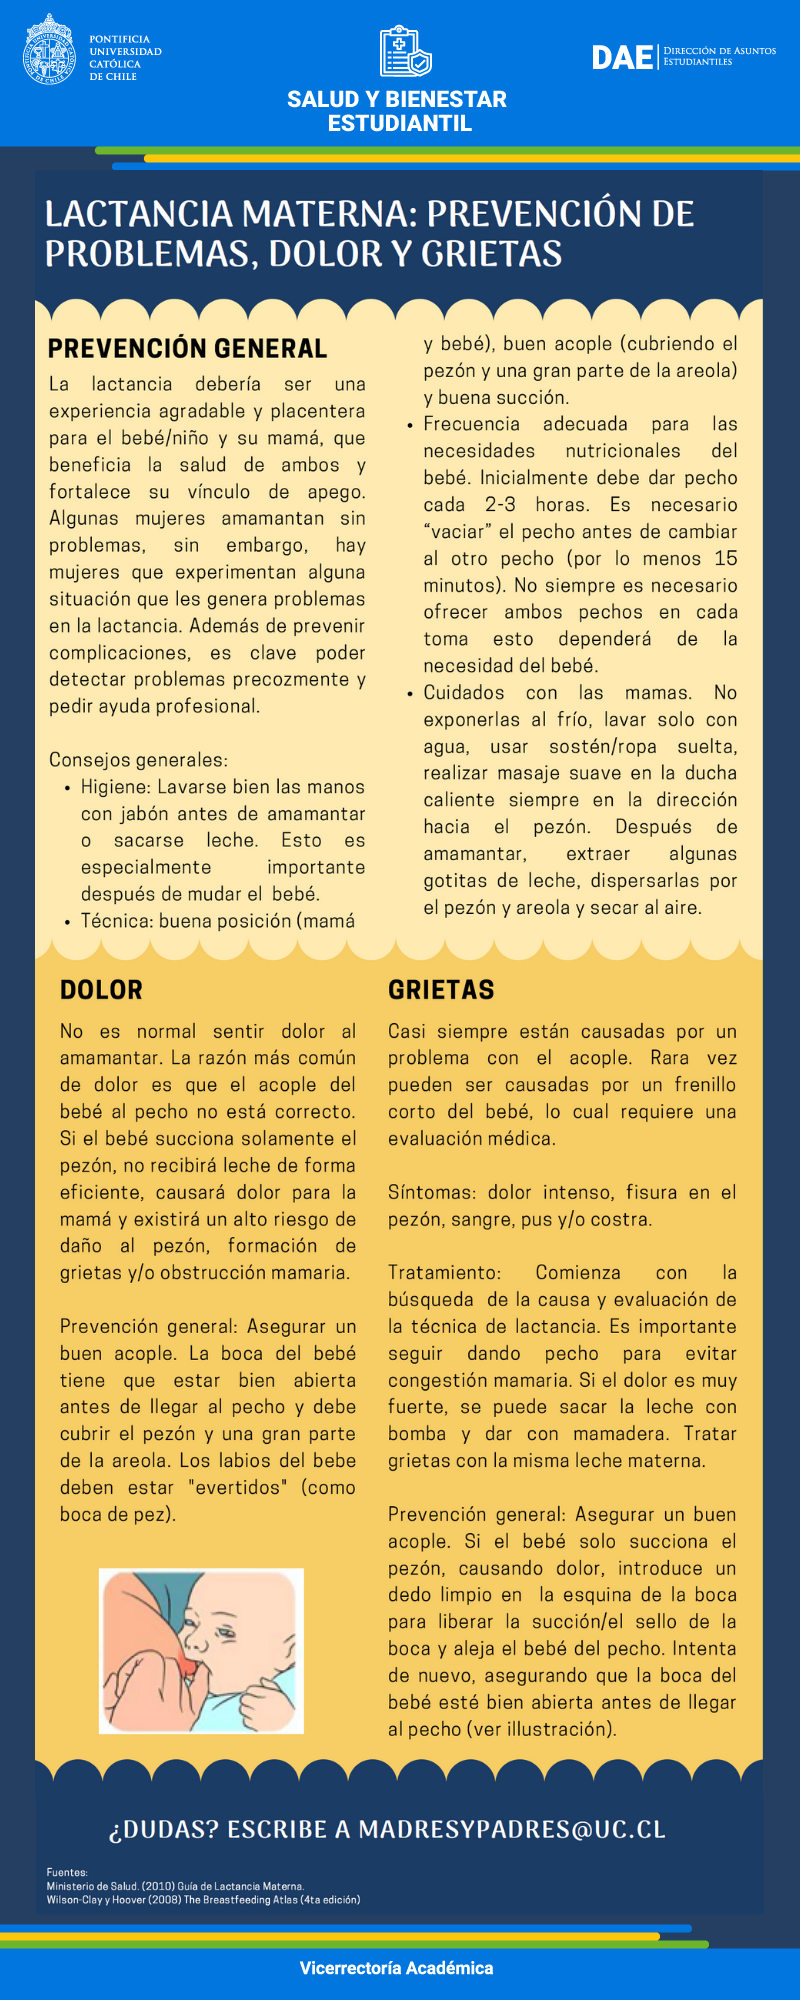 PONTIFICIA
UNIVERSIDAD
CATÓLICA
DE CHILE
SALUD Y BIENESTAR
ESTUDIANTIL
DAE
DIRECCIÓN DE ASUNTOS
ESTUDIANTILES
LACTANCIA MATERNA: PREVENCIÓN DE
PROBLEMAS, DOLOR Y GRIETAS
PREVENCIÓN GENERAL
La lactancia debería ser una
experiencia agradable y placentera
para el bebé/niño y su mamá, que
beneficia la salud de ambos y
fortalece su vínculo de apego.
Algunas mujeres amamantan sin
problemas, sin embargo, hay
mujeres que experimentan alguna
situación que les genera problemas
en la lactancia. Además de prevenir
complicaciones, es clave poder
detectar problemas precozmente y
pedir ayuda profesional.
Consejos generales:
• Higiene: Lavarse bien las manos
con jabón antes de amamantar
o sacarse leche. Esto es
especialmente importante
después de mudar el bebé.
• Técnica: buena posición (mamá
y bebé), buen acople (cubriendo el
pezón y una gran parte de la areola)
y buena succión.
• Frecuencia adecuada para las
necesidades nutricionales del
bebé. Inicialmente debe dar pecho
cada 2-3 horas. Es necesario
“vaciar” el pecho antes de cambiar
al otro pecho (por lo menos 15
minutos). No siempre es necesario
ofrecer ambos pechos en cada
toma esto dependerá de la
necesidad del bebé.
• Cuidados con las mamas. No
exponerlas al frío, lavar solo con
agua, usar sostén/ropa suelta,
realizar masaje suave en la ducha
caliente siempre en la dirección
hacia el pezón. Después de
amamantar, extraer algunas
gotitas de leche, dispersarlas por
el pezón y areola y secar al aire.
DOLOR
No es normal sentir dolor al
amamantar. La razón más común
de dolor es que el acople del
bebé al pecho no está correcto.
Si el bebé succiona solamente el
pezón, no recibirá leche de forma
eficiente, causará dolor para la
mamá y existirá un alto riesgo de
daño al pezón, formación de
grietas y/o obstrucción mamaria.
Prevención general: Asegurar un
buen acople. La boca del bebé
tiene que estar bien abierta
antes de llegar al pecho y debe
cubrir el pezón y una gran parte
de la areola. Los labios del bebe
deben estar "evertidos" (como
boca de pez).
GRIETAS
Casi siempre están causadas por un
problema con el acople. Rara vez
pueden ser causadas por un frenillo
corto del bebé, lo cual requiere una
evaluación médica.
Síntomas: dolor intenso, fisura en el
pezón, sangre, pus y/o costra.
Tratamiento: Comienza con la
búsqueda de la causa y evaluación de
la técnica de lactancia. Es importante
seguir dando pecho para evitar
congestión mamaria. Si el dolor es muy
fuerte, se puede sacar la leche con
bomba y dar con mamadera. Tratar
grietas con la misma leche materna.
Prevención general: Asegurar un buen
acople. Si el bebé solo succiona el
pezón, causando dolor, introduce un
dedo limpio en la esquina de la boca
para liberar la succión/el sello de la
boca y aleja el bebé del pecho. Intenta
de nuevo, asegurando que la boca del
bebé esté bien abierta antes de llegar
al pecho (ver illustración).
¿DUDAS? ESCRIBE A MADRESYPADRES@UC.CL
Fuentes:
Ministerio de Salud. (2010) Guía de Lactancia Materna.
Wilson-Clay y Hoover (2008) The Breastfeeding Atlas (4ta edición)
Vicerrectoría Académica